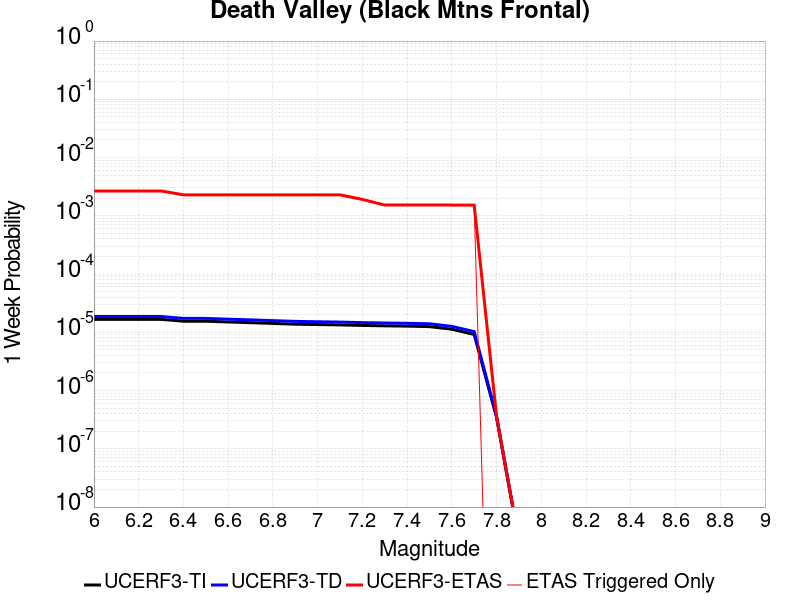 Death Valley (Black Mtns Frontal)
10 0
10 -1
10 -2
10 -3
10 -4
10 -5
10 -6
10 -7
10 -8
1 Week Probability
6 6.2 6.4 6.6 6.8 7 7.2 7.4 7.6 7.8 8 8.2 8.4 8.6 8.8 9
Magnitude
UCERF3-TI UCERF3-TD UCERF3-ETAS ETAS Triggered Only